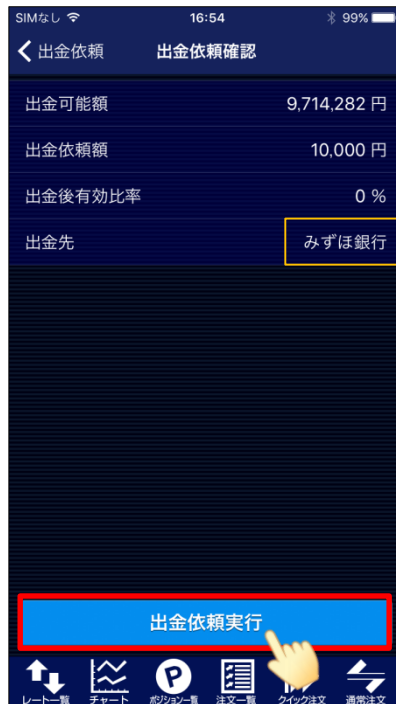 SIMなし 16:54 99%
出金依頼 出金依頼確認
出金可能額 9,714,282 円
出金依頼額 10,000 円
出金後有効比率 0 %
出金先 みずほ銀行
出金依頼実行
P
レート一覧 チャート ポジション一覧 注文一覧 クイック注文 通常注文